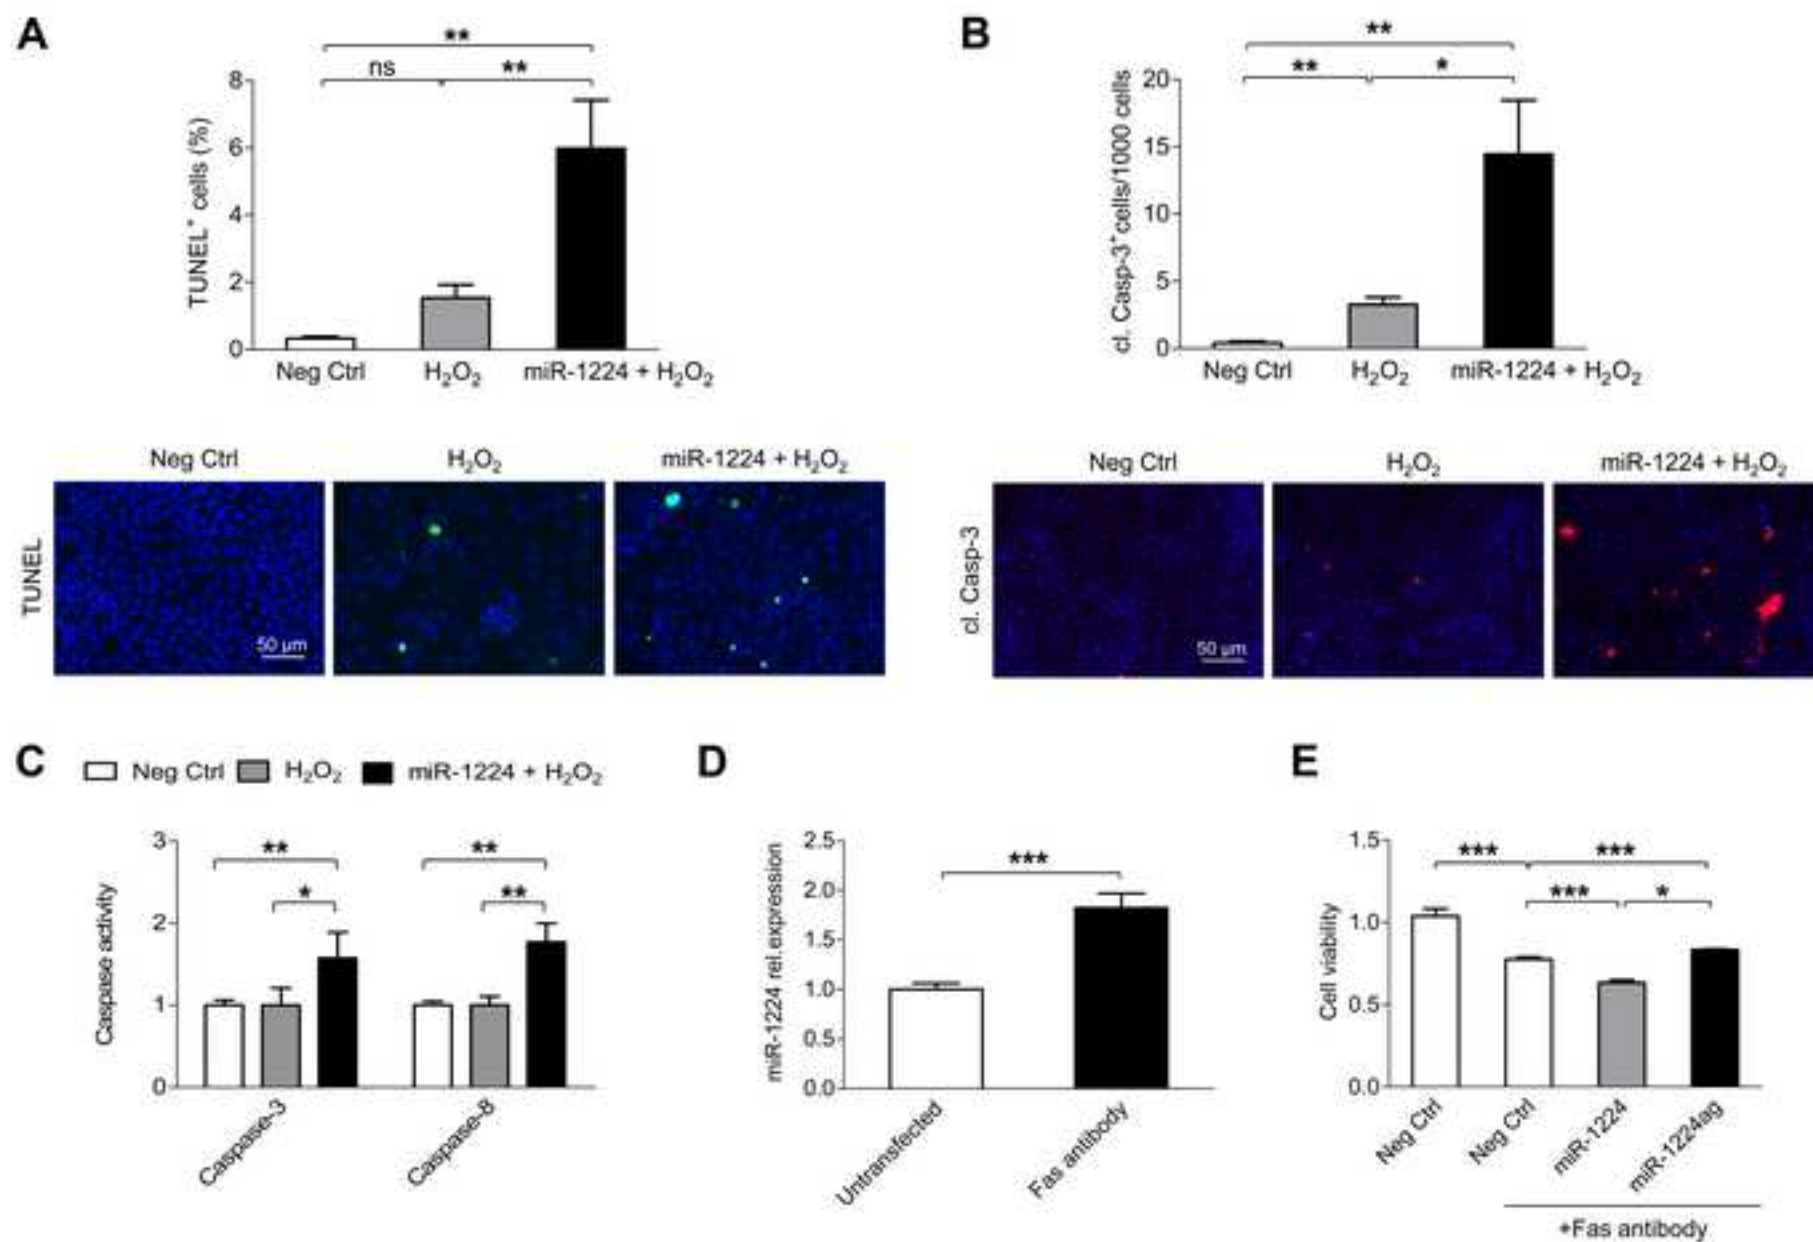 A
**
ns
**
8
6
4
2
0
TUNEL⁺ cells (%)
Neg Ctrl
H₂O₂
miR-1224 + H₂O₂
B
**
**
*
20
15
10
5
0
cl. Casp-3⁺cells/1000 cells
Neg Ctrl
H₂O₂
miR-1224 + H₂O₂
Neg Ctrl
H₂O₂
miR-1224 + H₂O₂
TUNEL
50 µm
Neg Ctrl
H₂O₂
miR-1224 + H₂O₂
cl. Casp-3
50 µm
C
Neg Ctrl
H₂O₂
miR-1224 + H₂O₂
3
2
1
0
Caspase activity
**
*
**
**
Caspase-3
Caspase-8
D
2.5
2.0
1.5
1.0
0.5
0.0
miR-1224 rel.expression
***
Untransfected
Fas antibody
E
1.5
1.0
0.5
0.0
Cell viability
***
***
***
*
Neg Ctrl
Neg Ctrl
miR-1224
miR-1224ag
+Fas antibody